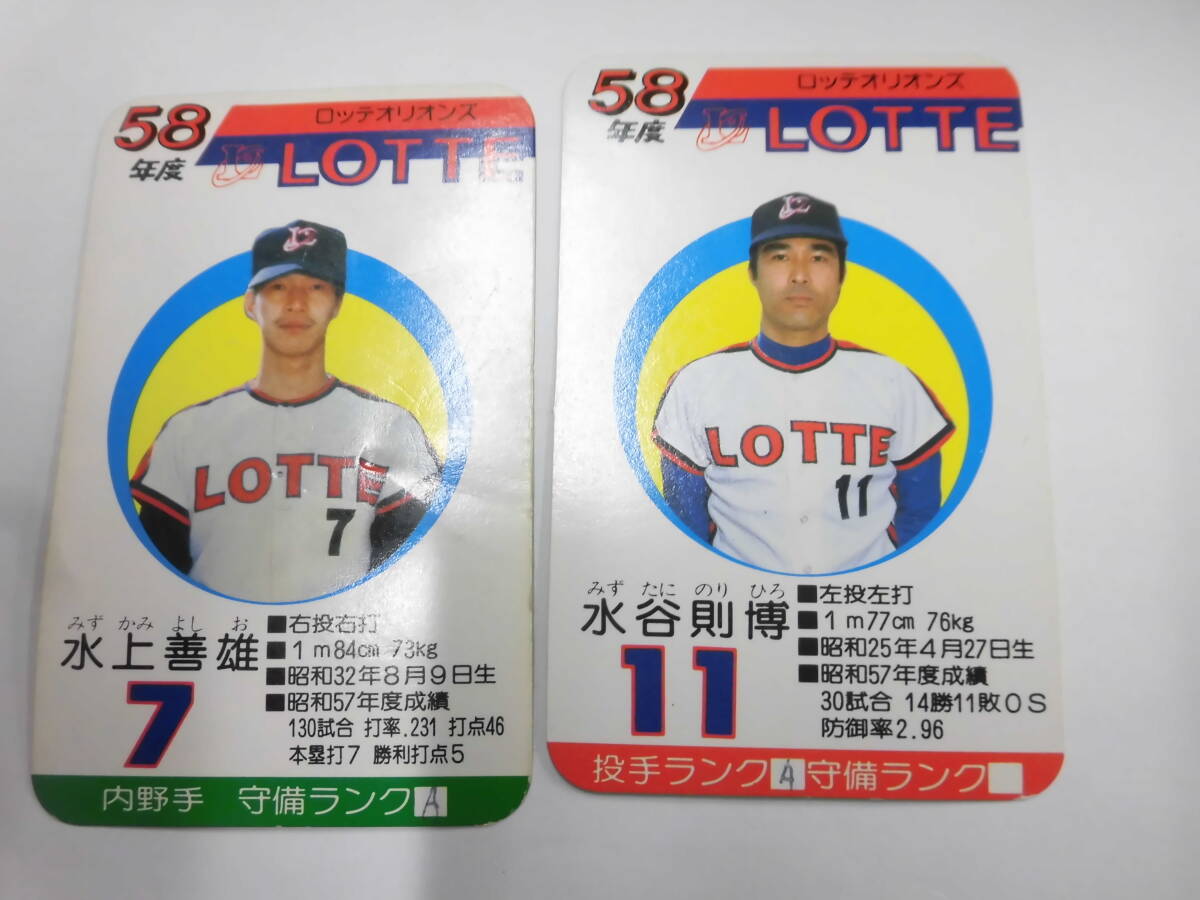 58
年度
ロッテオリオンズ
LOTTE
LOTTE
7
みず かみ よし お
水上善雄
7
■右投右打
■1m84cm 73kg
■昭和32年8月9日生
■昭和57年度成績
130試合 打率.231 打点46
本塁打7 勝利打点5
内野手 守備ランク A
58
年度
ロッテオリオンズ
LOTTE
LOTTE
11
みず たに のり ひろ
水谷則博
11
■左投左打
■1m77cm 76kg
■昭和25年4月27日生
■昭和57年度成績
30試合 14勝11敗0S
防御率2.96
投手ランク A 守備ランク